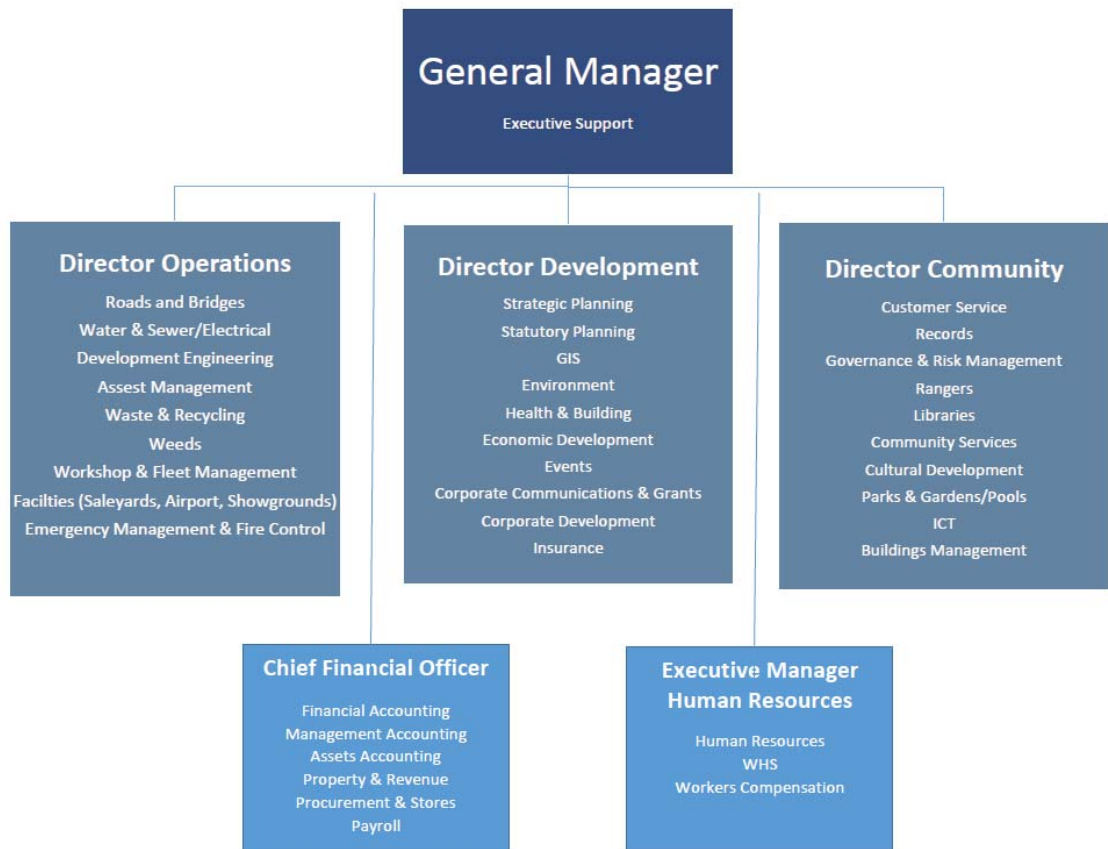 General Manager
Executive Support
Director Operations
Roads and Bridges
Water & Sewer/Electrical
Development Engineering
Assest Management
Waste & Recycling
Weeds
Workshop & Fleet Management
Facilties (Saleyards, Airport, Showgrounds)
Emergency Management & Fire Control
Director Development
Strategic Planning
Statutory Planning
GIS
Environment
Health & Building
Economic Development
Events
Corporate Communications & Grants
Corporate Development
Insurance
Director Community
Customer Service
Records
Governance & Risk Management
Rangers
Libraries
Community Services
Cultural Development
Parks & Gardens/Pools
ICT
Buildings Management
Chief Financial Officer
Financial Accounting
Management Accounting
Assets Accounting
Property & Revenue
Procurement & Stores
Payroll
Executive Manager
Human Resources
Human Resources
WHS
Workers Compensation